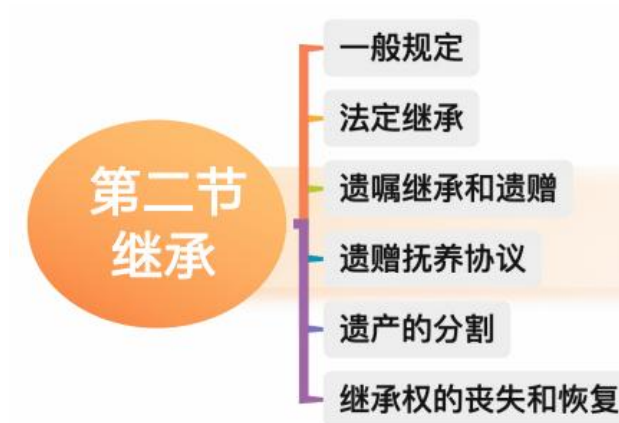 第二节
继承
一般规定
法定继承
遗嘱继承和遗赠
遗赠抚养协议
遗产的分割
继承权的丧失和恢复